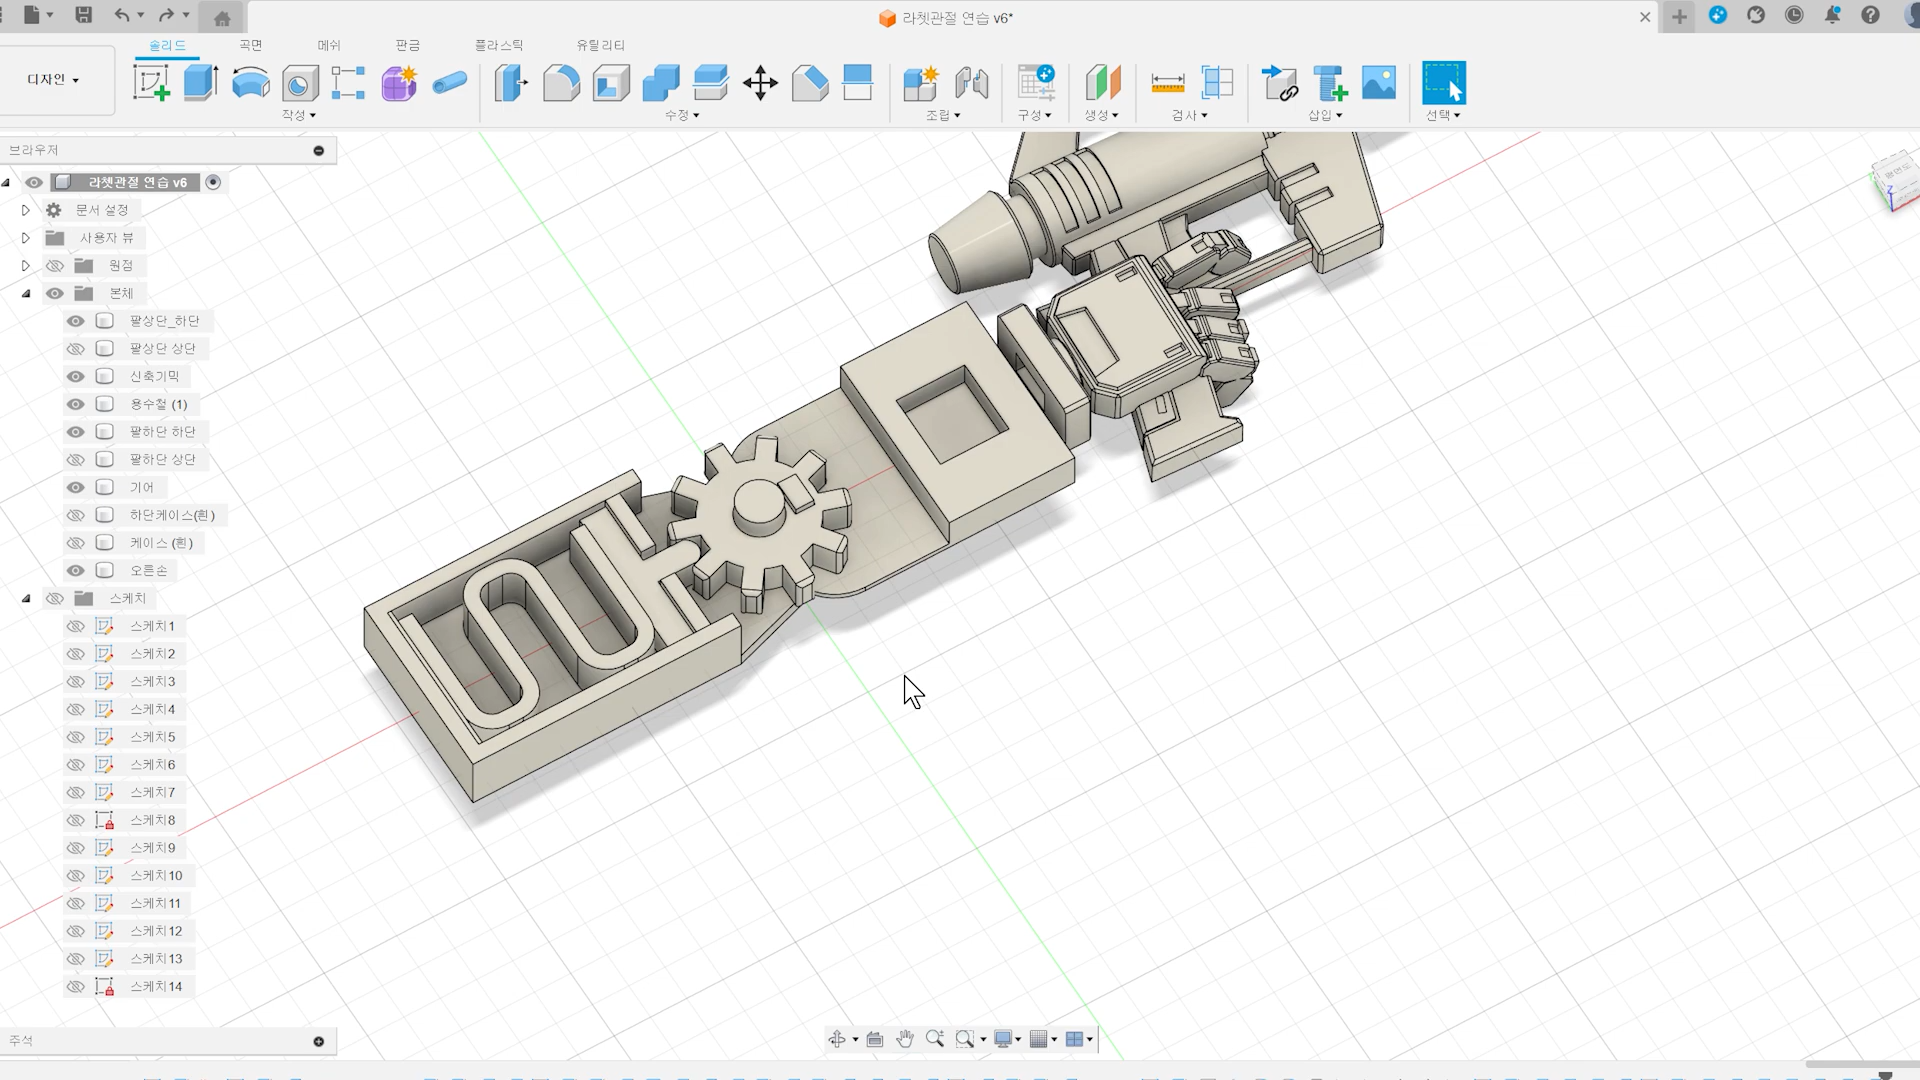 라쳇관절 연습 v6*
솔리드
곡면
메쉬
판금
플라스틱
유틸리티
디자인
작성
수정
조립
구성
생성
검사
삽입
선택
브라우저
라쳇관절 연습 v6
문서 설정
사용자 뷰
원점
본체
팔상단_하단
팔상단 상단
신축기믹
용수철 (1)
팔하단 하단
팔하단 상단
기어
하단케이스(흰)
케이스 (흰)
오른손
스케치
스케치1
스케치2
스케치3
스케치4
스케치5
스케치6
스케치7
스케치8
스케치9
스케치10
스케치11
스케치12
스케치13
스케치14
주석
Z